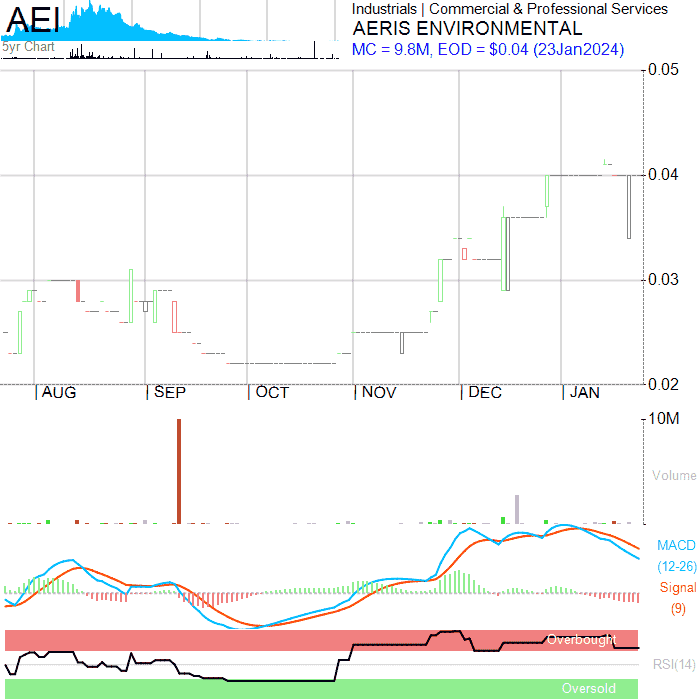 AEI
5yr Chart
Industrials | Commercial & Professional Services
AERIS ENVIRONMENTAL
MC = 9.8M, EOD = $0.04 (23Jan2024)
0.05
0.04
0.03
0.02
| AUG | SEP | OCT | NOV | DEC | JAN
10M
Volume
MACD
(12-26)
Signal
(9)
Overbought
RSI(14)
Oversold